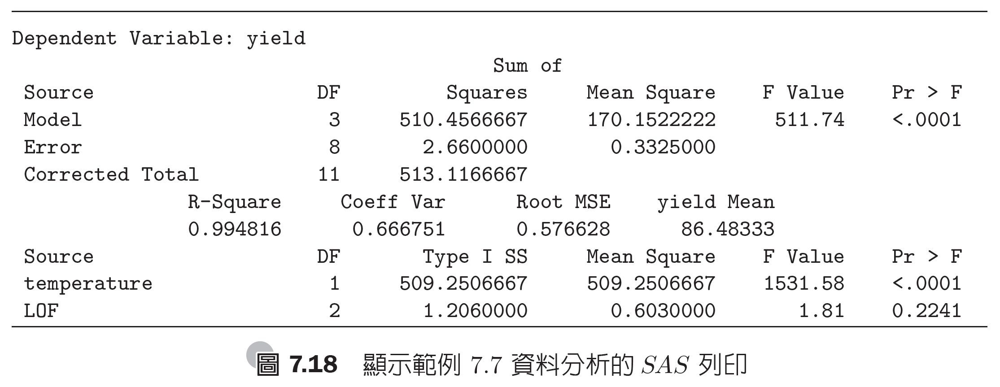 Dependent Variable: yield
Sum of
Source DF Squares Mean Square F Value Pr > F
Model 3 510.4566667 170.1522222 511.74 <.0001
Error 8 2.6600000 0.3325000
Corrected Total 11 513.1166667
R-Square Coeff Var Root MSE yield Mean
0.994816 0.666751 0.576628 86.48333
Source DF Type I SS Mean Square F Value Pr > F
temperature 1 509.2506667 509.2506667 1531.58 <.0001
LOF 2 1.2060000 0.6030000 1.81 0.2241
圖 7.18 顯示範例 7.7 資料分析的 SAS 列印